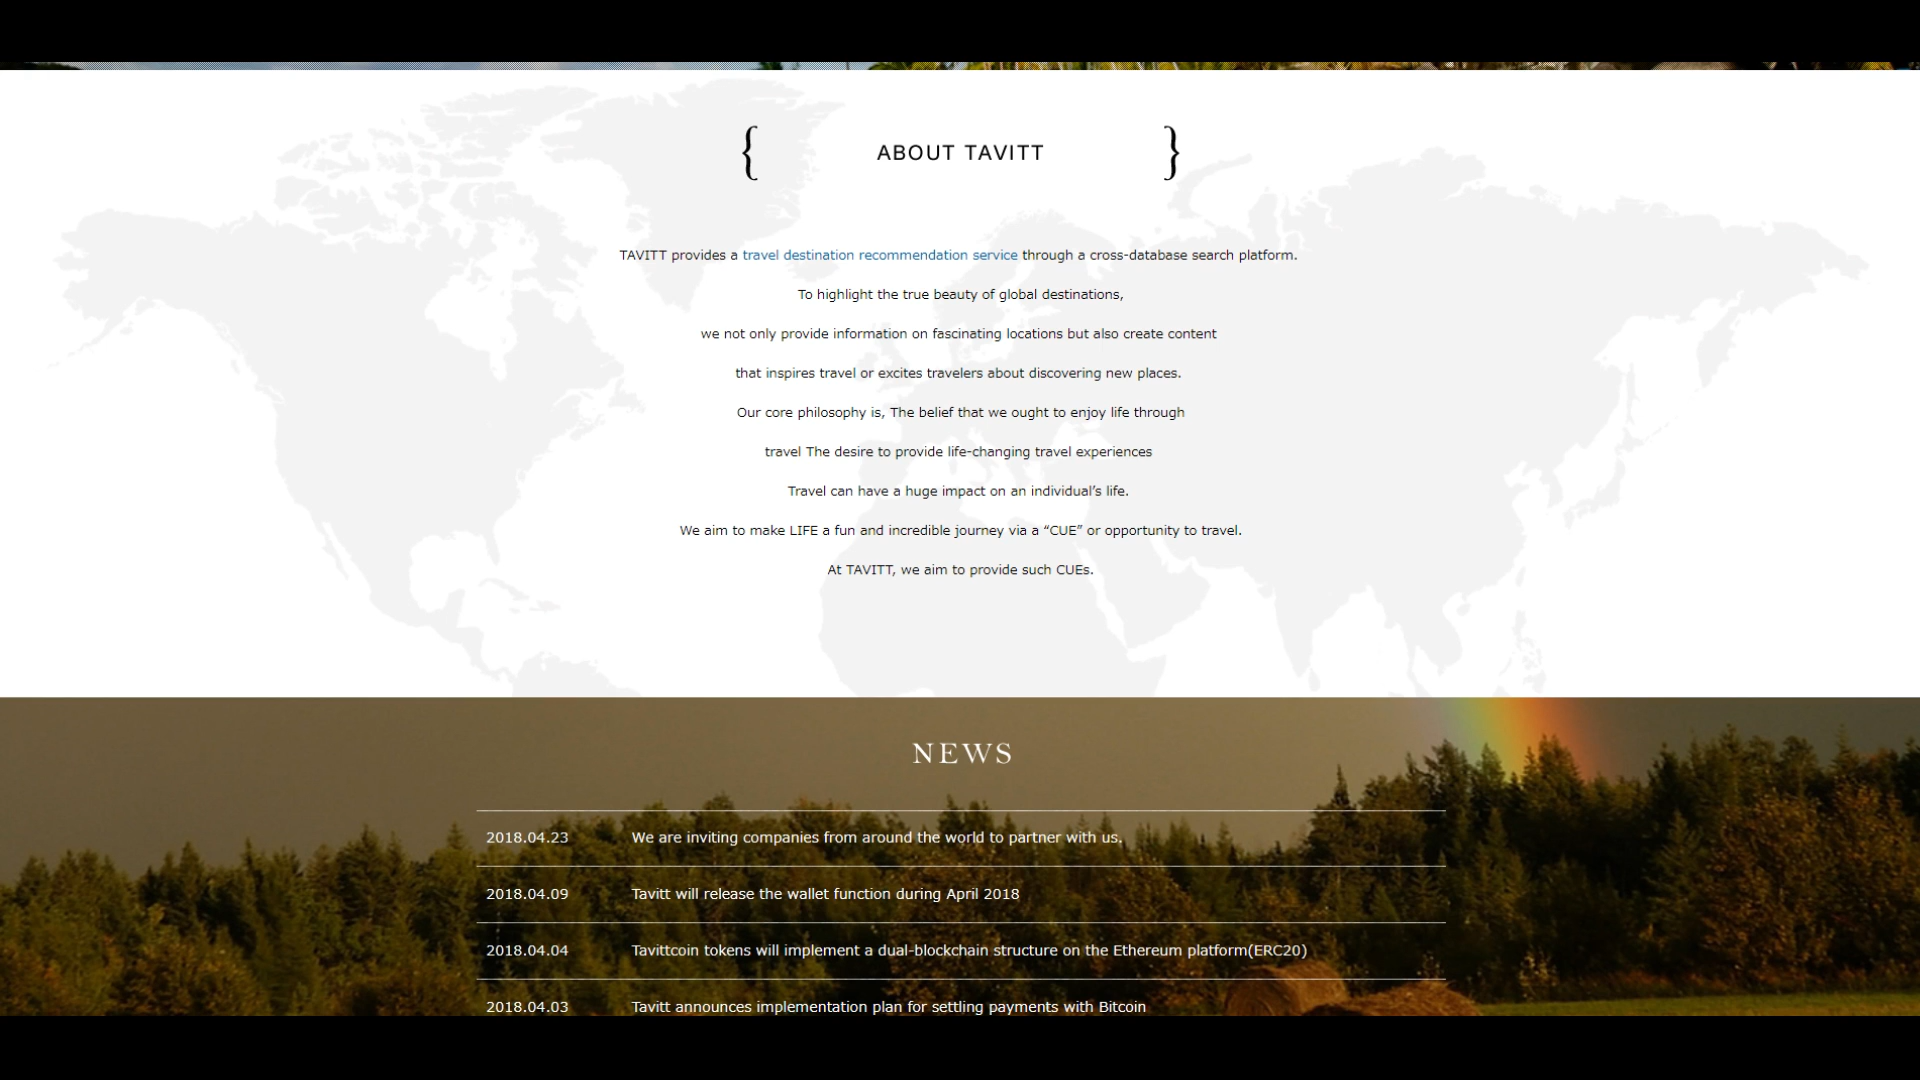 { ABOUT TAVITT }
TAVITT provides a travel destination recommendation service through a cross-database search platform.
To highlight the true beauty of global destinations,
we not only provide information on fascinating locations but also create content
that inspires travel or excites travelers about discovering new places.
Our core philosophy is, The belief that we ought to enjoy life through
travel The desire to provide life-changing travel experiences
Travel can have a huge impact on an individual’s life.
We aim to make LIFE a fun and incredible journey via a “CUE” or opportunity to travel.
At TAVITT, we aim to provide such CUEs.
NEWS
2018.04.23 We are inviting companies from around the world to partner with us.
2018.04.09 Tavitt will release the wallet function during April 2018
2018.04.04 Tavittcoin tokens will implement a dual-blockchain structure on the Ethereum platform(ERC20)
2018.04.03 Tavitt announces implementation plan for settling payments with Bitcoin